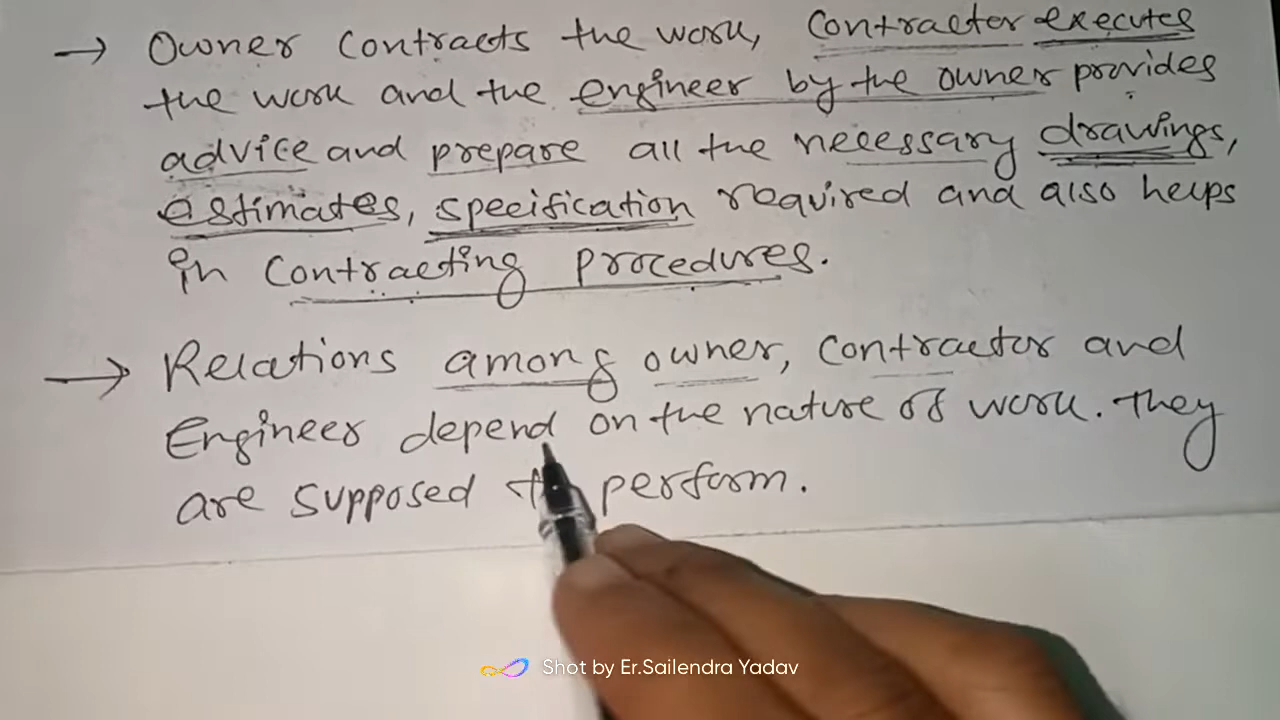 → Owner contracts the work, contractor executes
the work and the engineer by the owner provides
advice and prepare all the necessary drawings,
estimates, specification required and also helps
in contracting procedures.
→ Relations among owner, contractor and
Engineer depend on the nature of work. They
are supposed perform.
Shot by Er.Sailendra Yadav